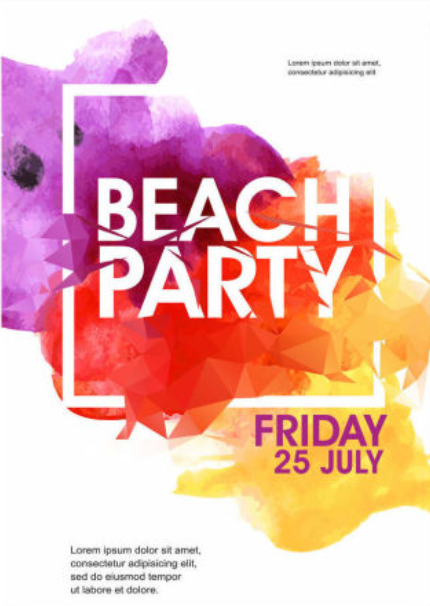 Lorem ipsum dolor sit amet,
consectetur adipisicing elit
BEACH
PARTY
FRIDAY
25 JULY
Lorem ipsum dolor sit amet,
consectetur adipisicing elit,
sed do eiusmod tempor
ut labore et dolore.